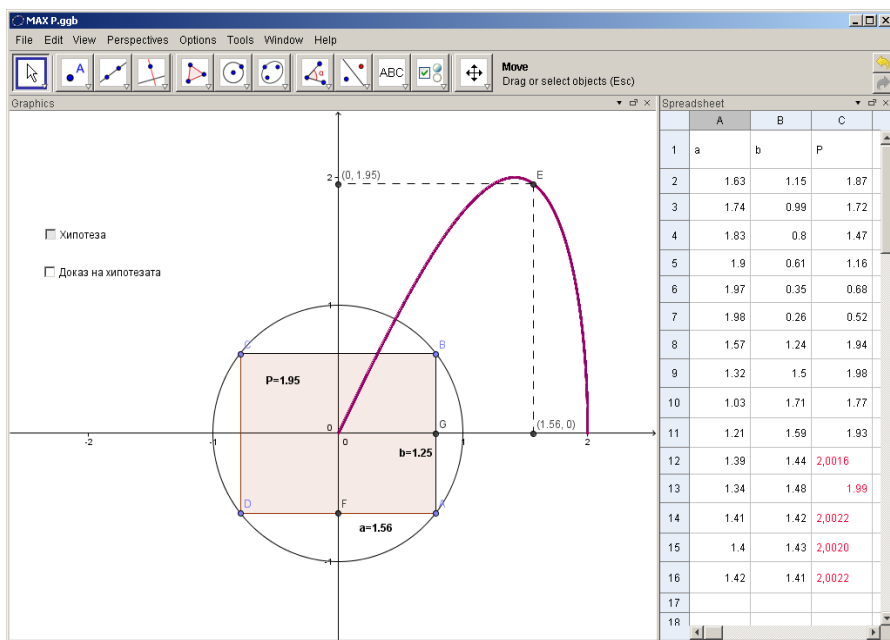 MAX P.ggb
File Edit View Perspectives Options Tools Window Help
A
α
ABC
Move
Drag or select objects (Esc)
Graphics
Spreadsheet
2
(0, 1.95)
E
Хипотеза
Доказ на хипотезата
1
C
B
P=1.95
0
G
(1.56, 0)
-2
-1
0
1
2
b=1.25
D
F
A
a=1.56
-1
A B C
1 a b P
2 1.63 1.15 1.87
3 1.74 0.99 1.72
4 1.83 0.8 1.47
5 1.9 0.61 1.16
6 1.97 0.35 0.68
7 1.98 0.26 0.52
8 1.57 1.24 1.94
9 1.32 1.5 1.98
10 1.03 1.71 1.77
11 1.21 1.59 1.93
12 1.39 1.44 2,0016
13 1.34 1.48 1.99
14 1.41 1.42 2,0022
15 1.4 1.43 2,0020
16 1.42 1.41 2,0022
17
18